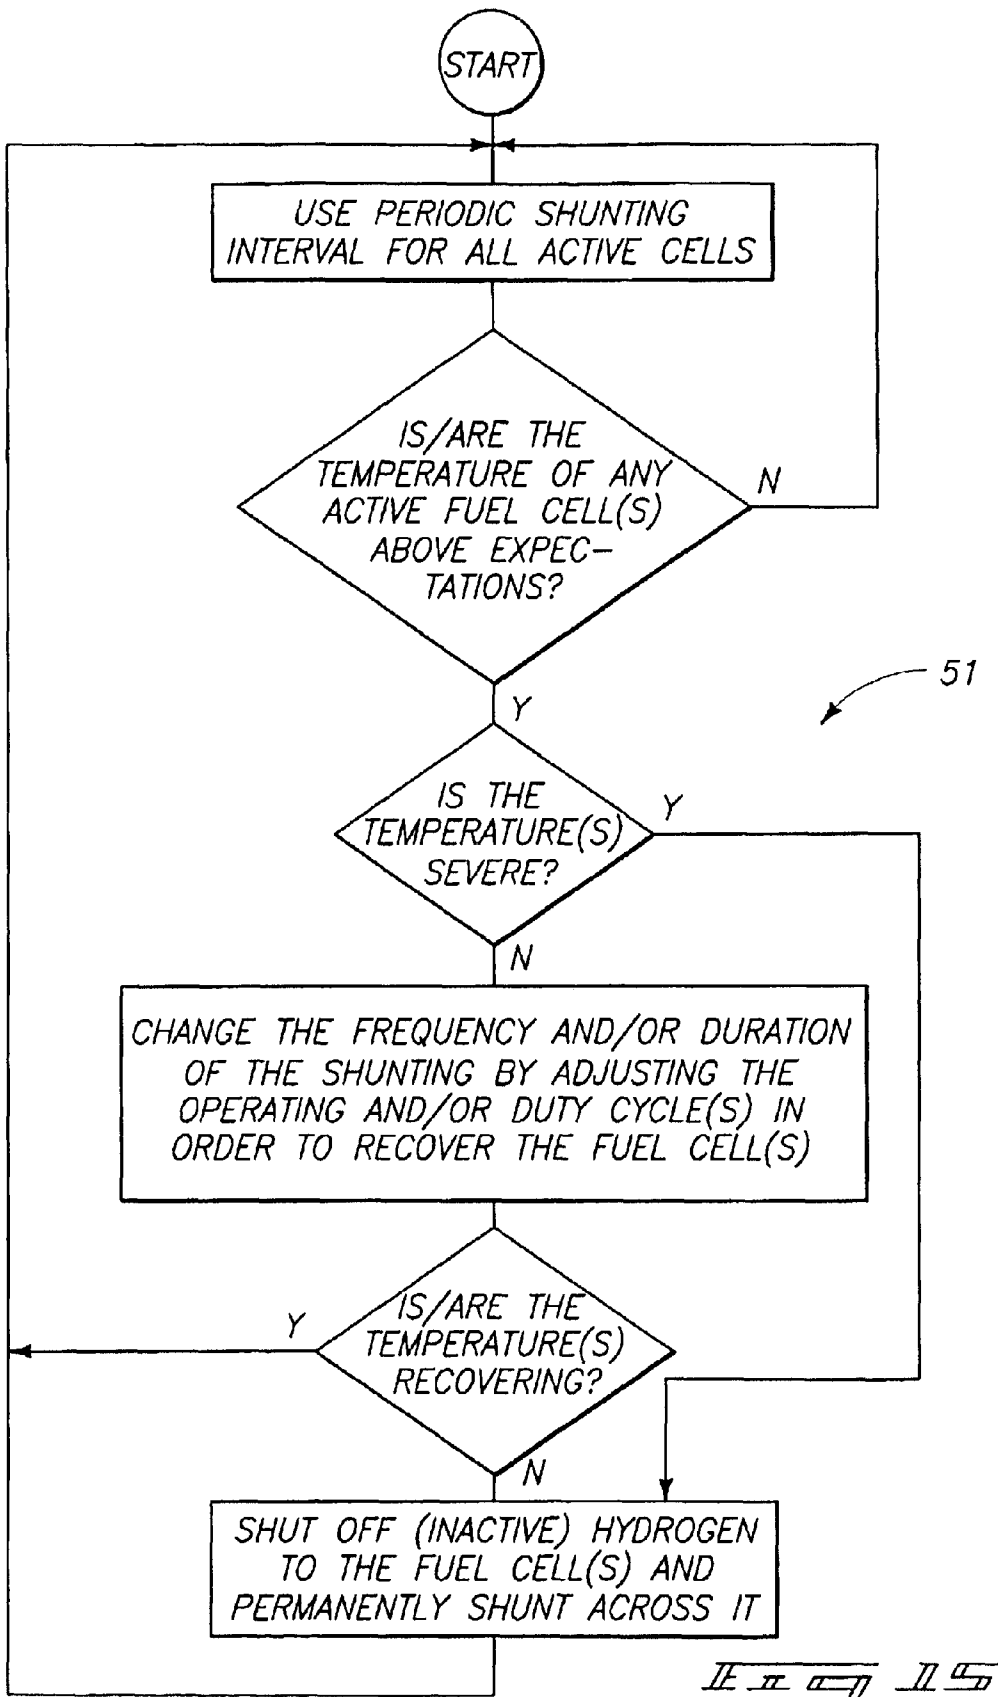 START
USE PERIODIC SHUNTING
INTERVAL FOR ALL ACTIVE CELLS
IS/ARE THE
TEMPERATURE OF ANY
ACTIVE FUEL CELL(S)
ABOVE EXPEC-
TATIONS?
N
51
Y
IS THE
TEMPERATURE(S)
SEVERE?
Y
N
CHANGE THE FREQUENCY AND/OR DURATION
OF THE SHUNTING BY ADJUSTING THE
OPERATING AND/OR DUTY CYCLE(S) IN
ORDER TO RECOVER THE FUEL CELL(S)
IS/ARE THE
TEMPERATURE(S)
RECOVERING?
Y
N
SHUT OFF (INACTIVE) HYDROGEN
TO THE FUEL CELL(S) AND
PERMANENTLY SHUNT ACROSS IT
FIG 15